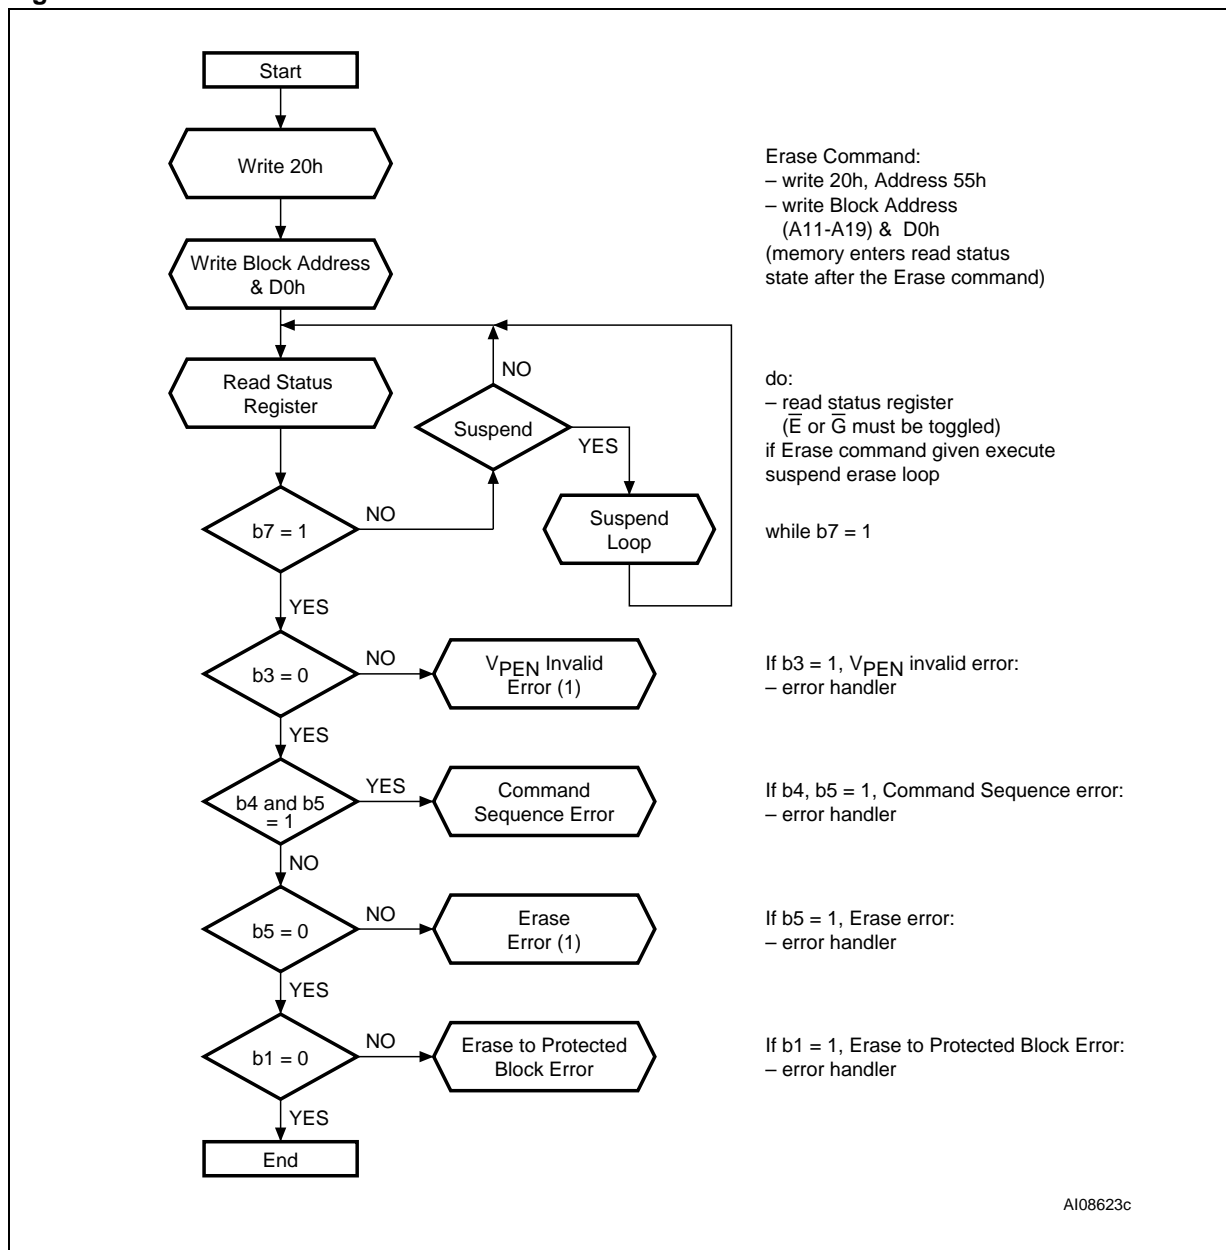 Start
Write 20h
Erase Command:
– write 20h, Address 55h
– write Block Address
(A11-A19) & D0h
(memory enters read status
state after the Erase command)
Write Block Address
& D0h
Read Status
Register
NO
Suspend
YES
Suspend
Loop
do:
– read status register
(E̅ or G̅ must be toggled)
if Erase command given execute
suspend erase loop
while b7 = 1
b7 = 1
NO
YES
b3 = 0
NO
VPEN Invalid
Error (1)
If b3 = 1, VPEN invalid error:
– error handler
YES
b4 and b5
= 1
YES
Command
Sequence Error
If b4, b5 = 1, Command Sequence error:
– error handler
NO
b5 = 0
NO
Erase
Error (1)
If b5 = 1, Erase error:
– error handler
YES
b1 = 0
NO
Erase to Protected
Block Error
If b1 = 1, Erase to Protected Block Error:
– error handler
YES
End
AI08623c